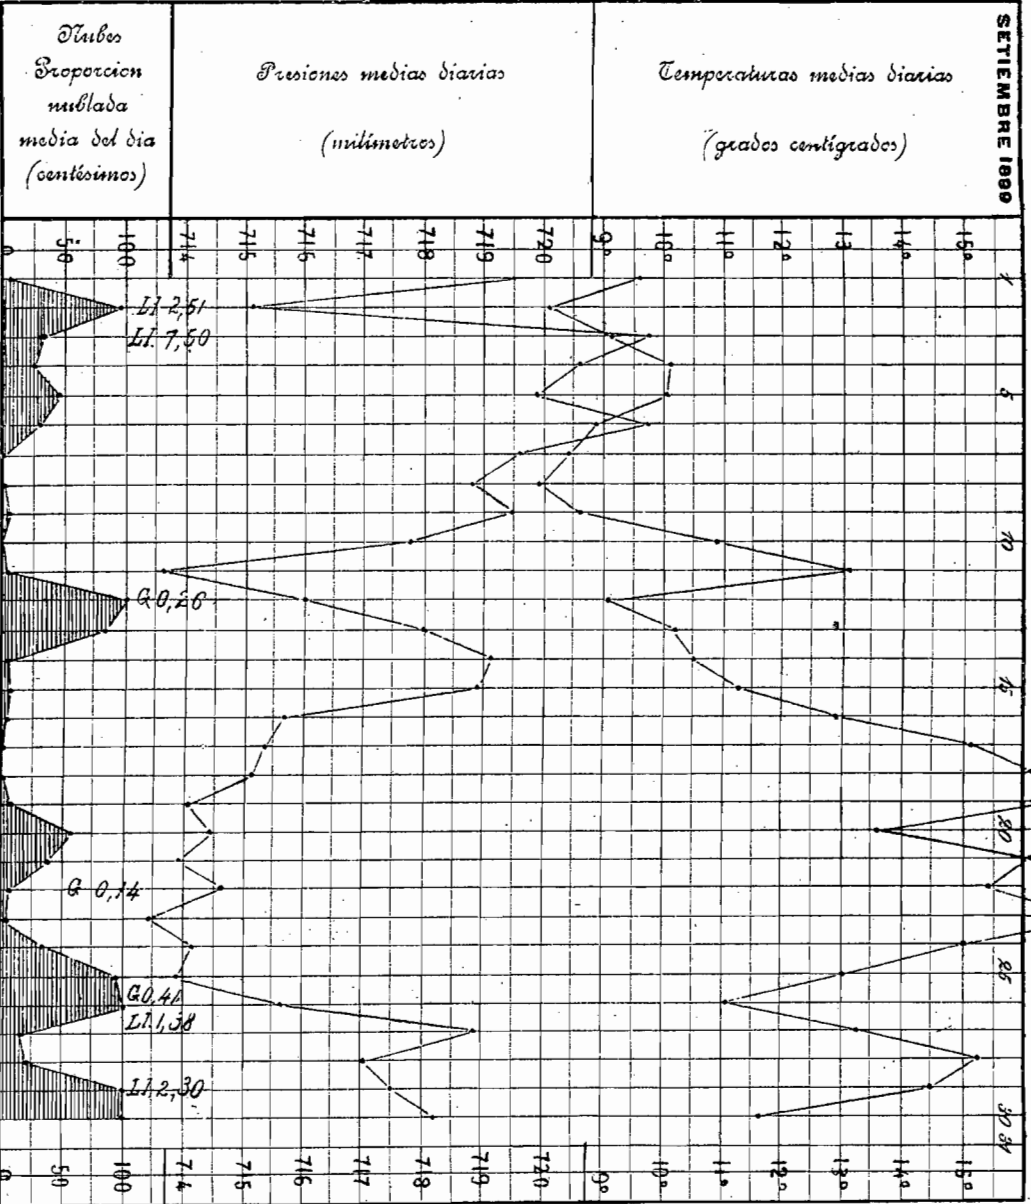 SETIEMBRE 1899
Nubes
Proporcion
nublada
media del dia
(centésimos)
Presiones medias diarias
(milímetros)
Temperaturas medias diarias
(grados centígrados)
0 50 100 714 715 716 717 718 719 720 9º 10º 11º 12º 13º 14º 15º
1
Ll. 2,51
Ll. 7,50
5
10
G 0,26
15
20
G 0,14
25
G 0,41
Ll. 1,38
Ll. 2,30
30 31
0 50 100 714 715 716 717 718 719 720 9º 10º 11º 12º 13º 14º 15º